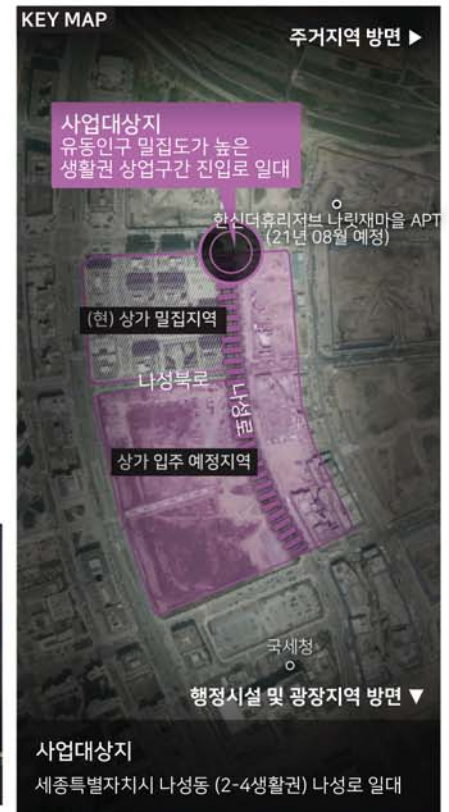 KEY MAP
주거지역 방면 ▶
사업대상지
유동인구 밀집도가 높은
생활권 상업구간 진입로 일대
한신더휴리저브 나릿재마을 APT
(21년 08월 예정)
(현) 상가 밀집지역
나성북로
나성로
상가 입주 예정지역
국세청
행정시설 및 광장지역 방면 ▼
사업대상지
세종특별자치시 나성동 (2-4생활권) 나성로 일대